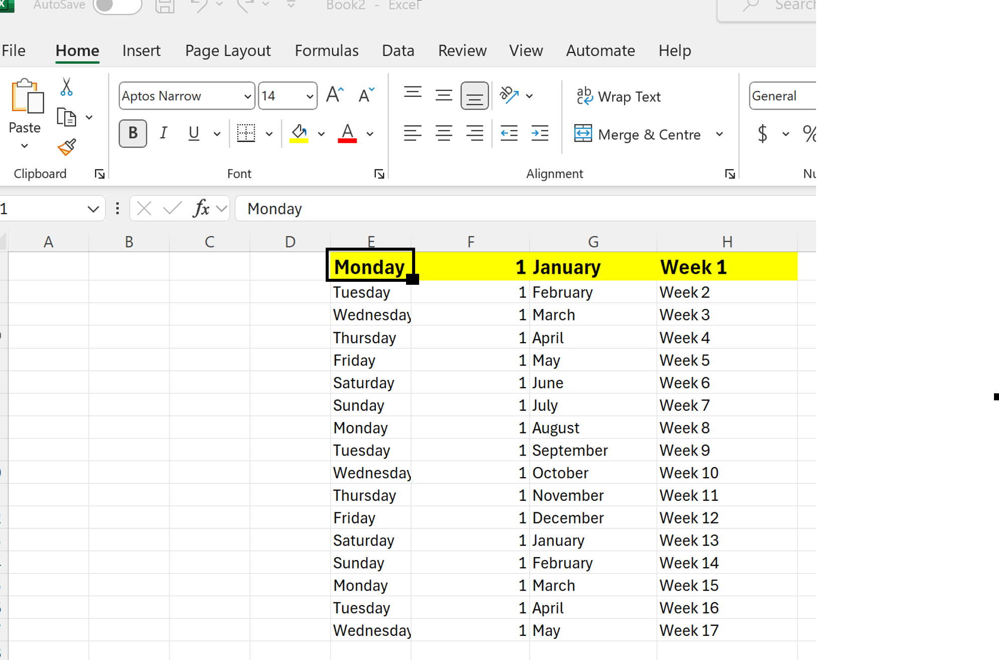 AutoSave Book2 - Excel Search
File Home Insert Page Layout Formulas Data Review View Automate Help
Aptos Narrow 14 Wrap Text General
Paste B I U A Merge & Centre $ %
Clipboard Font Alignment
1 fx Monday
A B C D E F G H
Monday 1 January Week 1
Tuesday 1 February Week 2
Wednesday 1 March Week 3
Thursday 1 April Week 4
Friday 1 May Week 5
Saturday 1 June Week 6
Sunday 1 July Week 7
Monday 1 August Week 8
Tuesday 1 September Week 9
Wednesday 1 October Week 10
Thursday 1 November Week 11
Friday 1 December Week 12
Saturday 1 January Week 13
Sunday 1 February Week 14
Monday 1 March Week 15
Tuesday 1 April Week 16
Wednesday 1 May Week 17